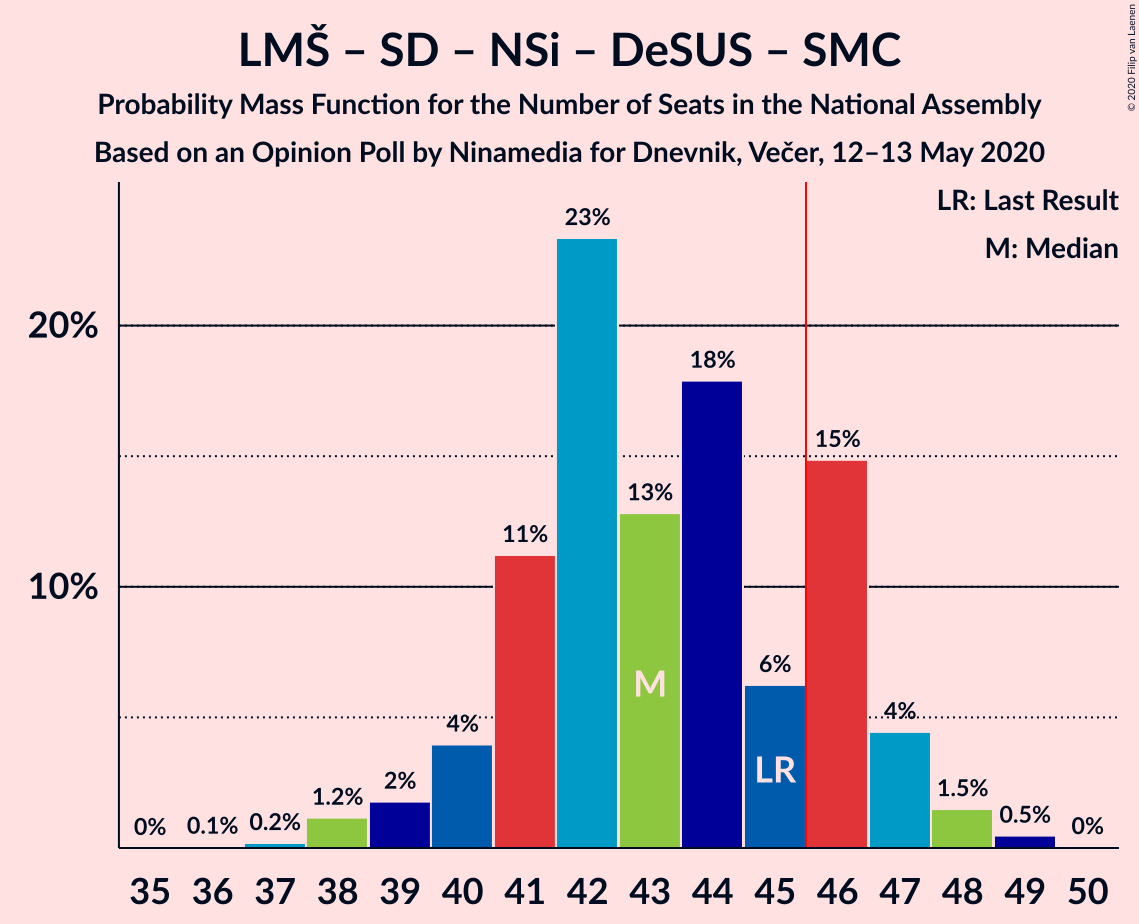 LMŠ – SD – NSi – DeSUS – SMC
Probability Mass Function for the Number of Seats in the National Assembly
Based on an Opinion Poll by Ninamedia for Dnevnik, Večer, 12–13 May 2020
© 2020 Filip van Laenen
LR: Last Result
M: Median
20%
10%
0%
0.1%
0.2%
1.2%
2%
4%
11%
23%
13%
18%
6%
15%
4%
1.5%
0.5%
0%
M
LR
35 36 37 38 39 40 41 42 43 44 45 46 47 48 49 50